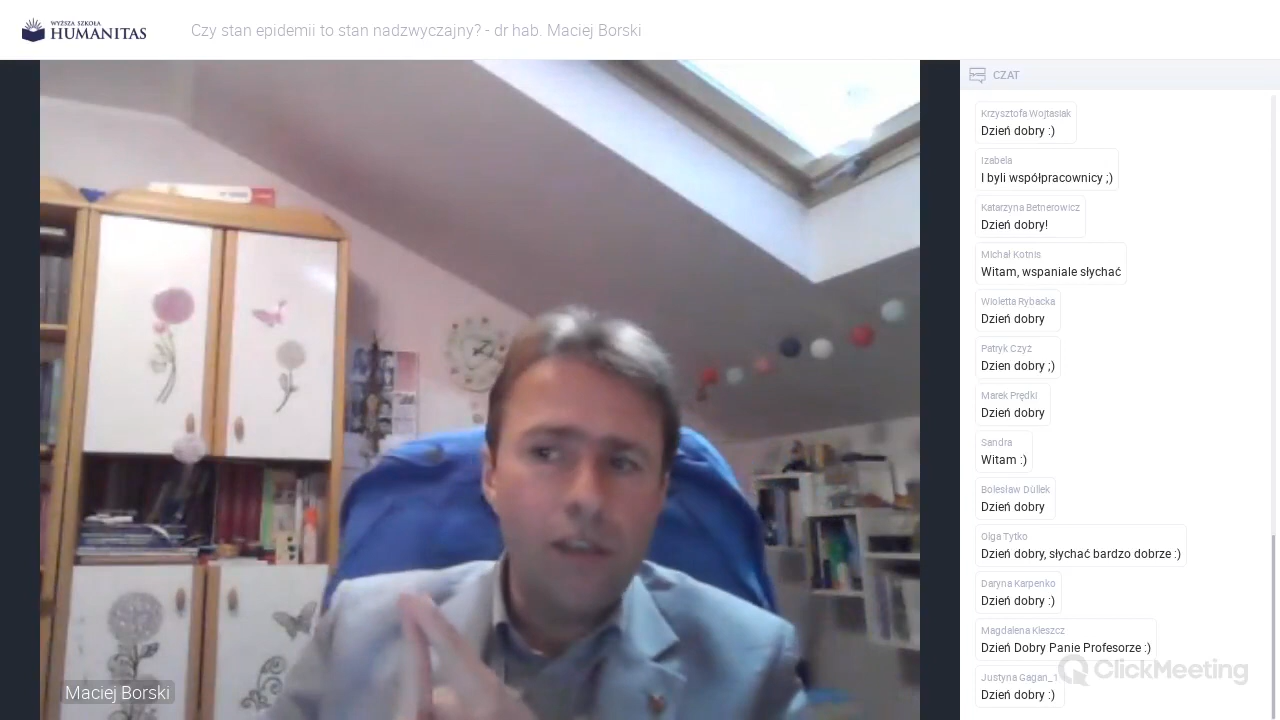 WYŻSZA SZKOŁA
HUMANITAS
Czy stan epidemii to stan nadzwyczajny? - dr hab. Maciej Borski
CZAT
Krzysztofa Wojtasiak
Dzień dobry :)
Izabela
I byli współpracownicy ;)
Katarzyna Betnerowicz
Dzień dobry!
Michał Kotnis
Witam, wspaniale słychać
Wioletta Rybacka
Dzień dobry
Patryk Czyż
Dzien dobry ;)
Marek Prędki
Dzień dobry
Sandra
Witam :)
Bolesław Dullek
Dzień dobry
Olga Tytko
Dzień dobry, słychać bardzo dobrze :)
Daryna Karpenko
Dzień dobry :)
Magdalena Kleszcz
Dzień Dobry Panie Profesorze :)
Justyna Gagan_1
Dzień dobry :)
ClickMeeting
Maciej Borski